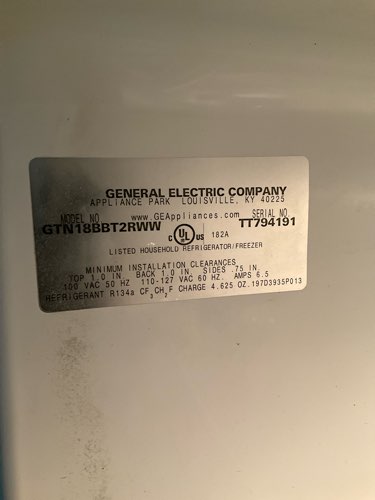 GENERAL ELECTRIC COMPANY
APPLIANCE PARK LOUISVILLE, KY 40225
MODEL NO. www.GEAppliances.com SERIAL NO.
GTN18BBT2RWW TT794191
C UL US 182A
LISTED HOUSEHOLD REFRIGERATOR/FREEZER
MINIMUM INSTALLATION CLEARANCES
TOP 1.0 IN. BACK 1.0 IN. SIDES .75 IN.
100 VAC 50 HZ 110-127 VAC 60 HZ. AMPS 6.5
REFRIGERANT R134a CF₃CH₂F CHARGE 4.625 OZ. 197D3935P013